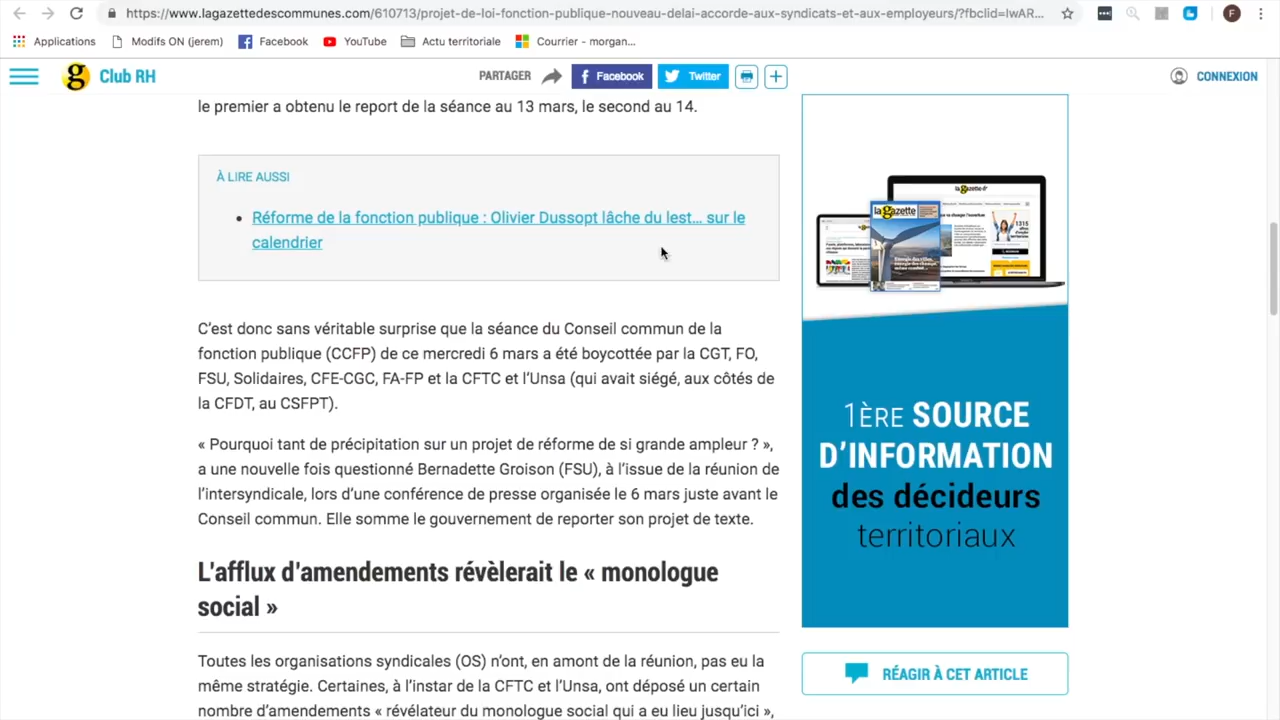 https://www.lagazettedescommunes.com/610713/projet-de-loi-fonction-publique-nouveau-delai-accorde-aux-syndicats-et-aux-employeurs/?fbclid=IwAR...
F
Applications
Modifs ON (jerem)
Facebook
YouTube
Actu territoriale
Courrier - morgan...
g Club RH
PARTAGER
Facebook
Twitter
CONNEXION
le premier a obtenu le report de la séance au 13 mars, le second au 14.
À LIRE AUSSI
• Réforme de la fonction publique : Olivier Dussopt lâche du lest... sur le
calendrier
C'est donc sans véritable surprise que la séance du Conseil commun de la
fonction publique (CCFP) de ce mercredi 6 mars a été boycottée par la CGT, FO,
FSU, Solidaires, CFE-CGC, FA-FP et la CFTC et l'Unsa (qui avait siégé, aux côtés de
la CFDT, au CSFPT).
« Pourquoi tant de précipitation sur un projet de réforme de si grande ampleur ? »,
a une nouvelle fois questionné Bernadette Groison (FSU), à l'issue de la réunion de
l'intersyndicale, lors d'une conférence de presse organisée le 6 mars juste avant le
Conseil commun. Elle somme le gouvernement de reporter son projet de texte.
L'afflux d'amendements révèlerait le « monologue
social »
Toutes les organisations syndicales (OS) n'ont, en amont de la réunion, pas eu la
même stratégie. Certaines, à l'instar de la CFTC et l'Unsa, ont déposé un certain
nombre d'amendements « révélateur du monologue social qui a eu lieu jusqu'ici »,
la gazette.fr
la gazette
1315
1ÈRE SOURCE
D'INFORMATION
des décideurs
territoriaux
RÉAGIR À CET ARTICLE